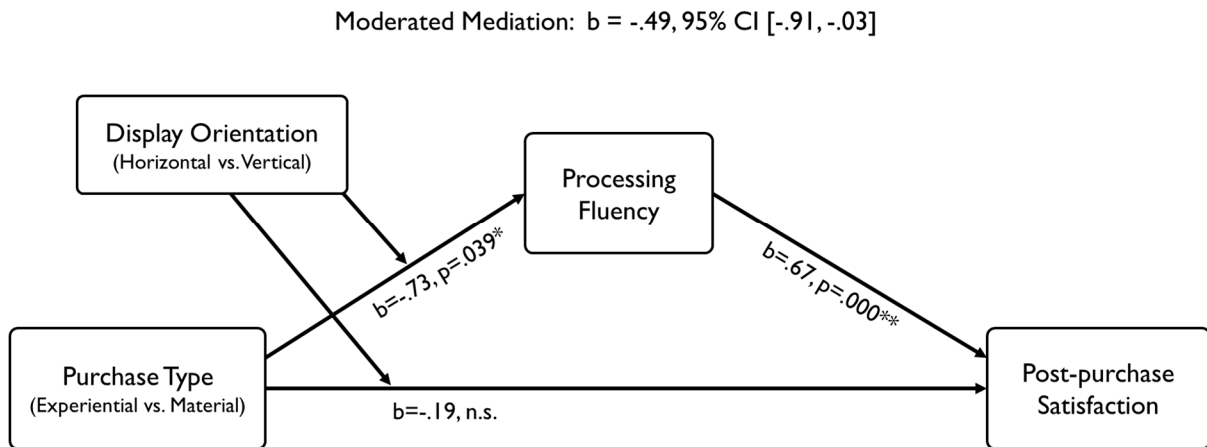 Moderated Mediation: b = -.49, 95% CI [-.91, -.03]
Display Orientation
(Horizontal vs. Vertical)
Processing
Fluency
b=-.73, p=.039*
b=.67, p=.000**
Purchase Type
(Experiential vs. Material)
b=-.19, n.s.
Post-purchase
Satisfaction